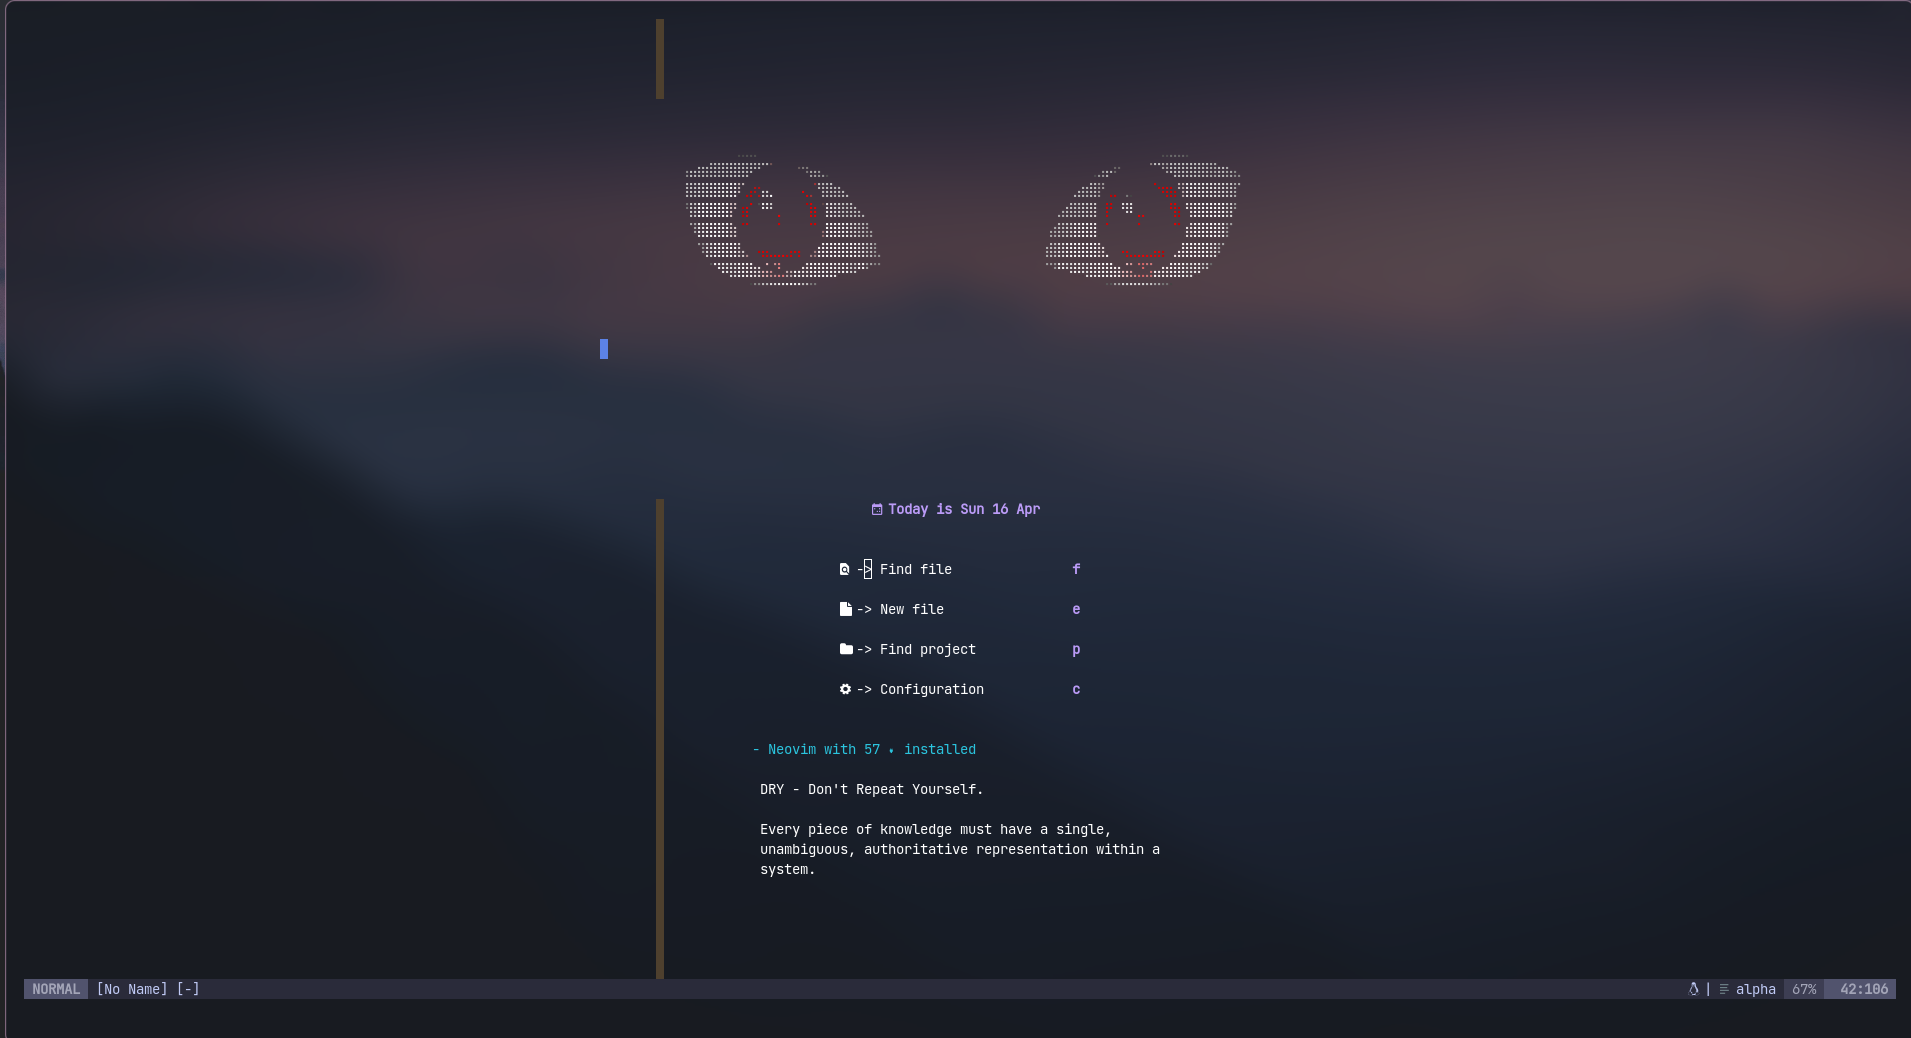 Today is Sun 16 Apr
-> Find file f
-> New file e
-> Find project p
-> Configuration c
- Neovim with 57 installed
DRY - Don't Repeat Yourself.
Every piece of knowledge must have a single,
unambiguous, authoritative representation within a
system.
NORMAL [No Name] [-] | alpha 67% 42:106